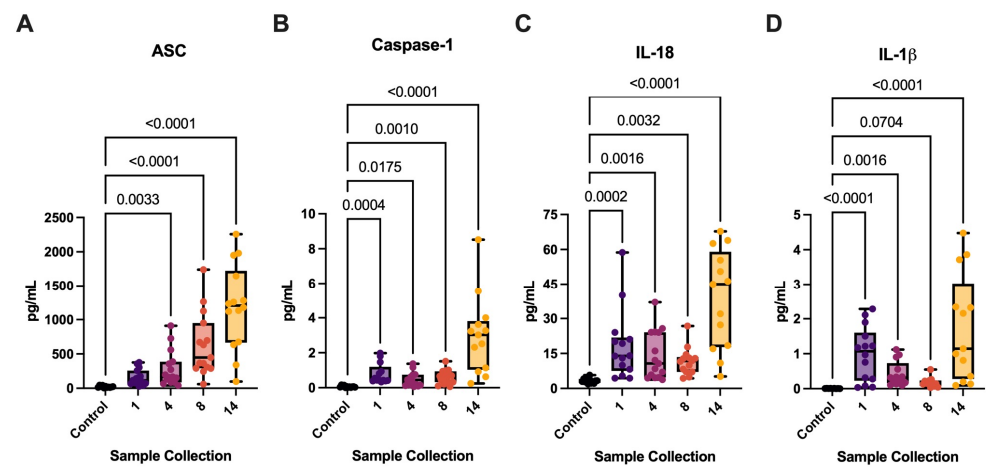 A
ASC
<0.0001
<0.0001
0.0033
2500
2000
1500
1000
500
0
pg/mL
Control
1
4
8
14
Sample Collection
B
Caspase-1
<0.0001
0.0010
0.0175
0.0004
10
8
6
4
2
0
pg/mL
Control
1
4
8
14
Sample Collection
C
IL-18
<0.0001
0.0032
0.0016
0.0002
75
60
45
30
15
0
pg/mL
Control
1
4
8
14
Sample Collection
D
IL-1β
<0.0001
0.0704
0.0016
<0.0001
5
4
3
2
1
0
pg/mL
Control
1
4
8
14
Sample Collection